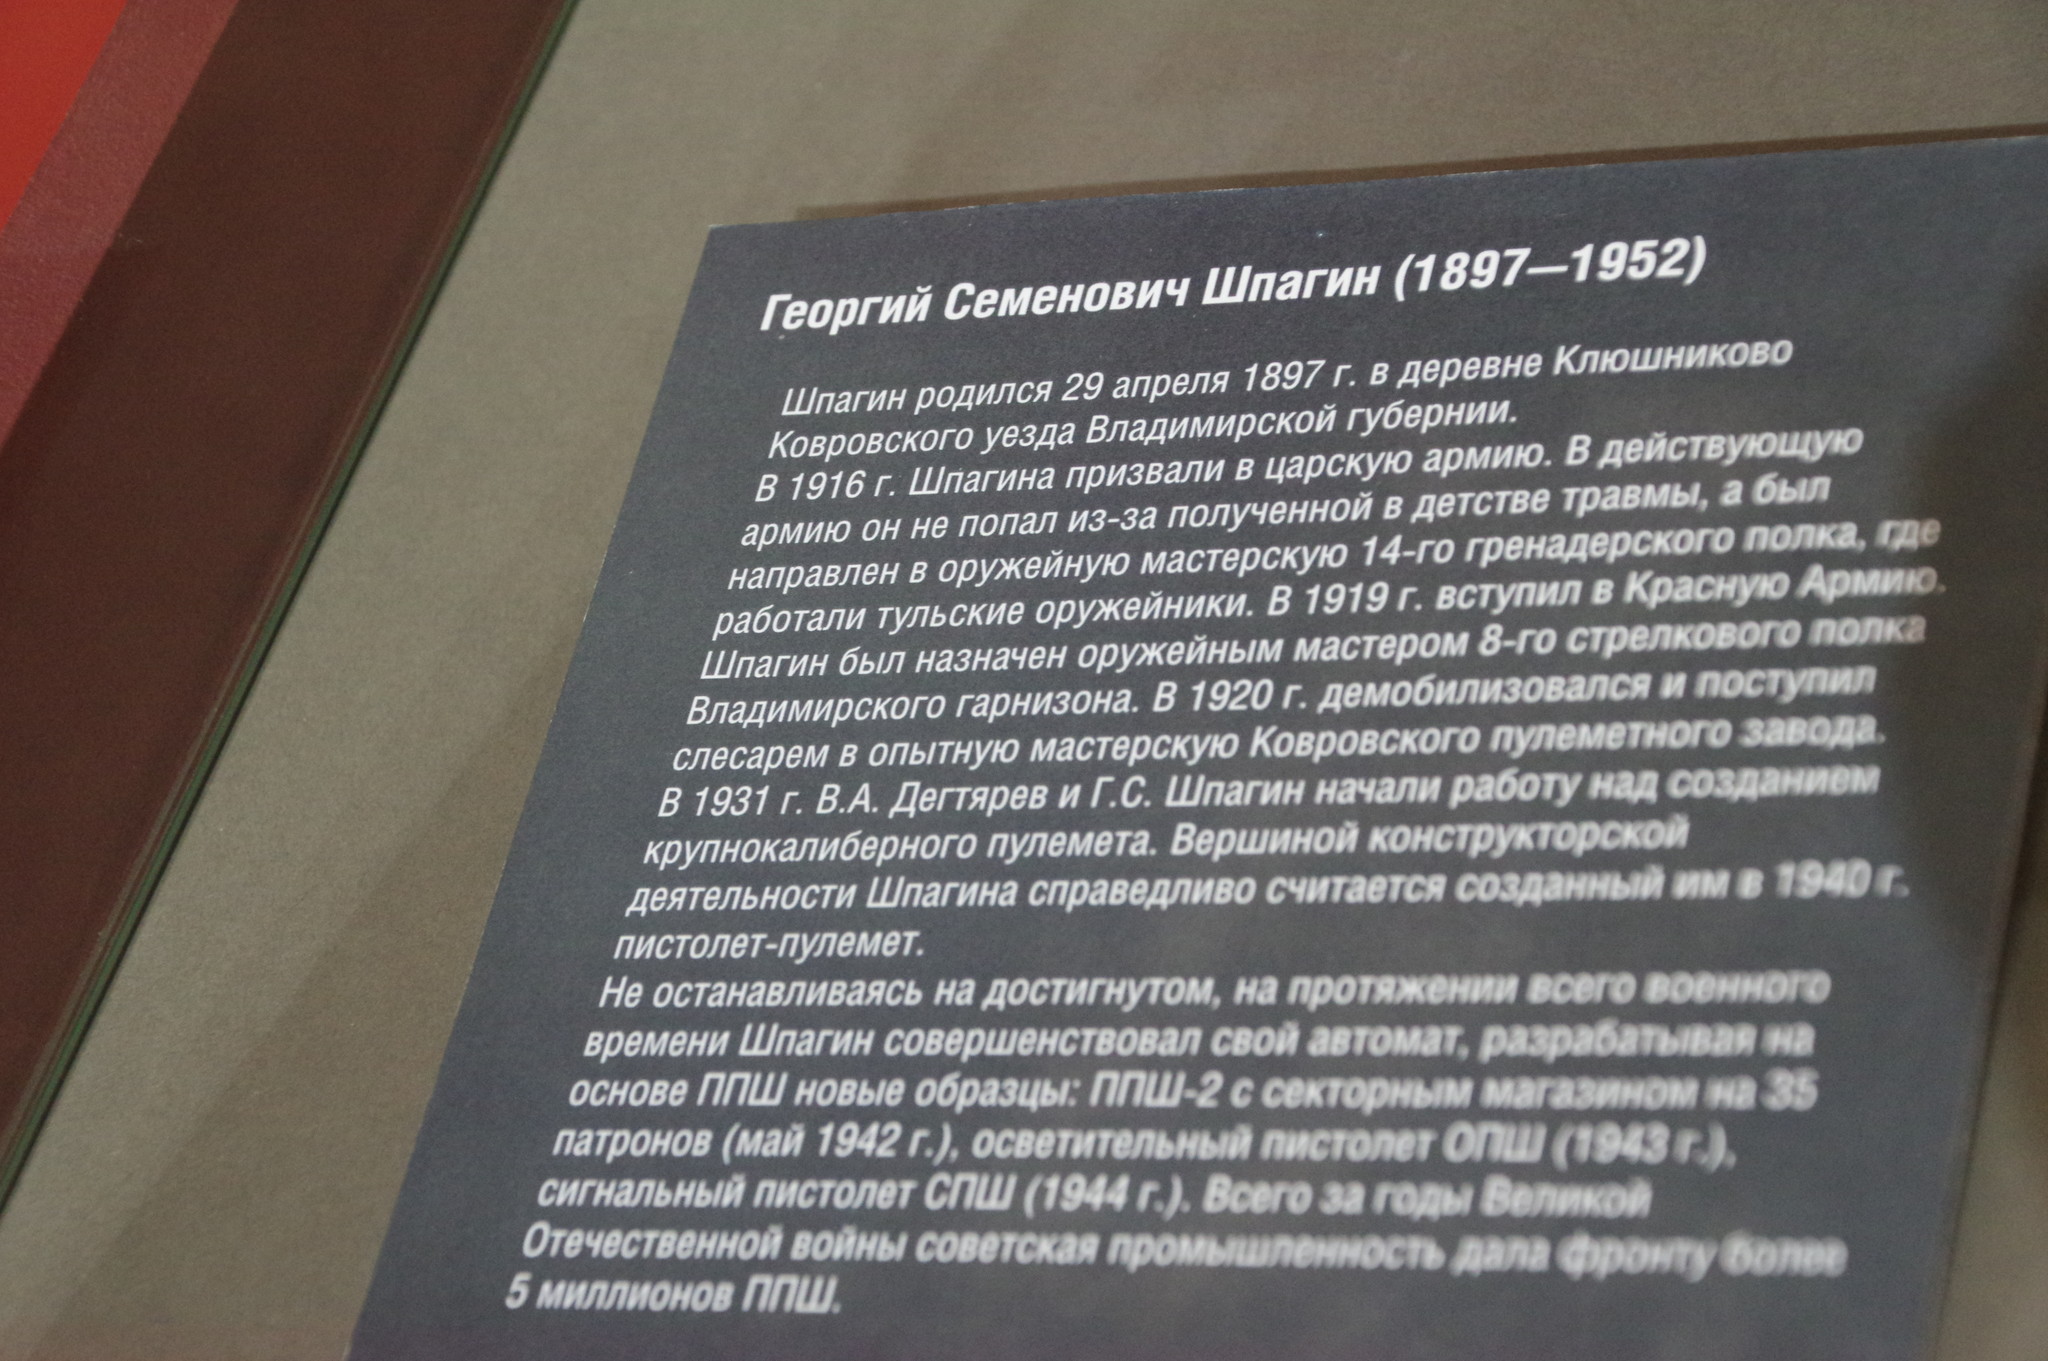 Георгий Семенович Шпагин (1897—1952)
Шпагин родился 29 апреля 1897 г. в деревне Клюшниково
Ковровского уезда Владимирской губернии.
В 1916 г. Шпагина призвали в царскую армию. В действующую
армию он не попал из-за полученной в детстве травмы, а был
направлен в оружейную мастерскую 14-го гренадерского полка, где
работали тульские оружейники. В 1919 г. вступил в Красную Армию.
Шпагин был назначен оружейным мастером 8-го стрелкового полка
Владимирского гарнизона. В 1920 г. демобилизовался и поступил
слесарем в опытную мастерскую Ковровского пулеметного завода.
В 1931 г. В.А. Дегтярев и Г.С. Шпагин начали работу над созданием
крупнокалиберного пулемета. Вершиной конструкторской
деятельности Шпагина справедливо считается созданный им в 1940 г.
пистолет-пулемет.
Не останавливаясь на достигнутом, на протяжении всего военного
времени Шпагин совершенствовал свой автомат, разрабатывая на
основе ППШ новые образцы: ППШ-2 с секторным магазином на 35
патронов (май 1942 г.), осветительный пистолет ОПШ (1943 г.),
сигнальный пистолет СПШ (1944 г.). Всего за годы Великой
Отечественной войны советская промышленность дала фронту более
5 миллионов ППШ.